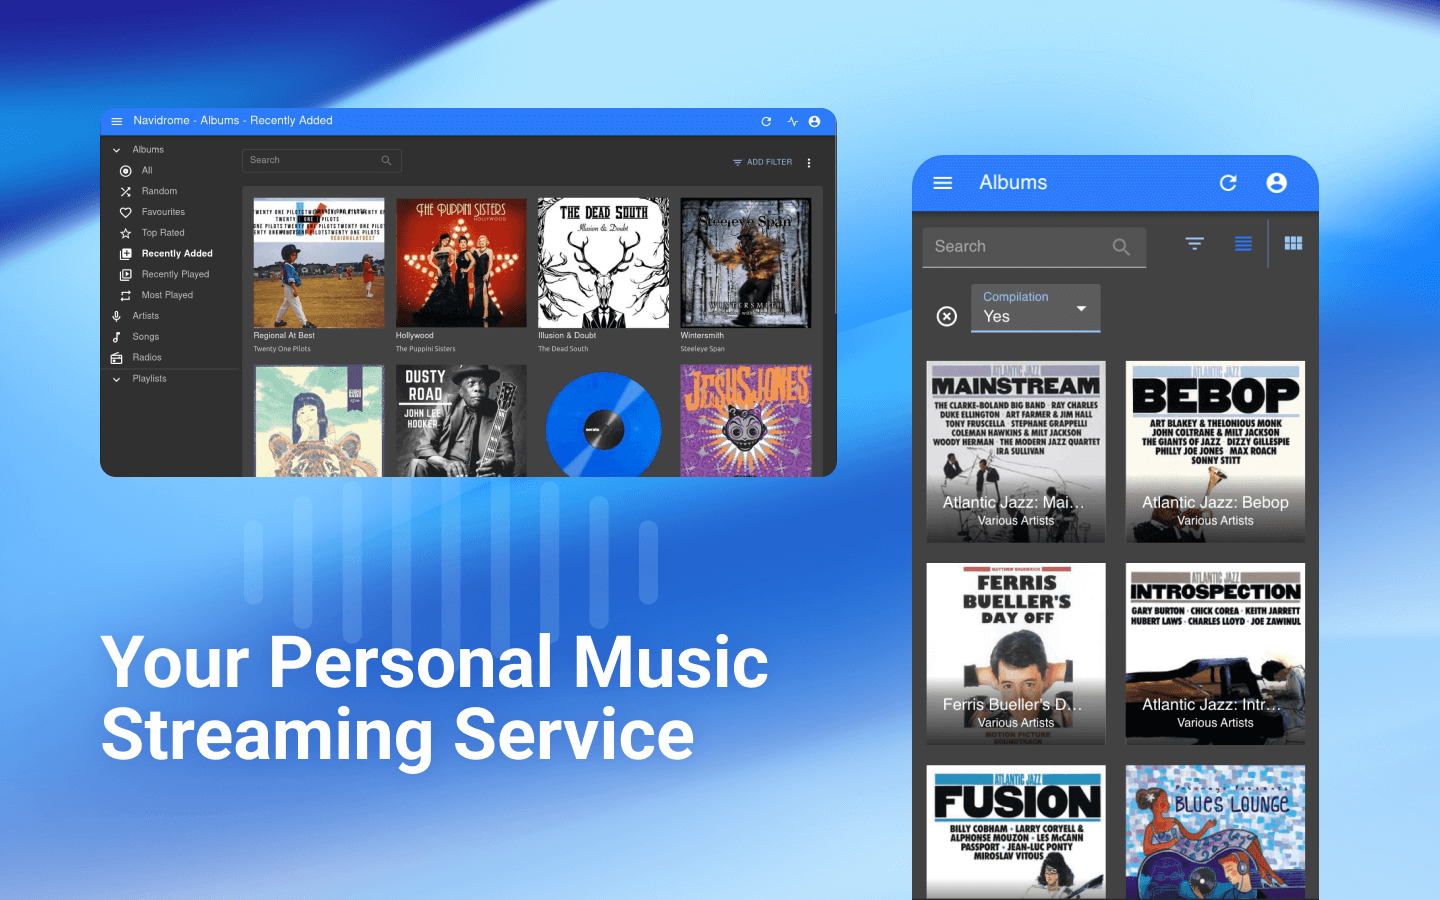 Navidrome - Albums - Recently Added
Albums
All
Random
Favourites
Top Rated
Recently Added
Recently Played
Most Played
Artists
Songs
Radios
Playlists
Search
ADD FILTER
TWENTY ONE PILOTS
REGIONAL AT BEST
Regional At Best
Twenty One Pilots
THE PUPPINI SISTERS
HOLLYWOOD
Hollywood
The Puppini Sisters
THE DEAD SOUTH
Illusion & Doubt
Illusion & Doubt
The Dead South
Steeleye Span
WINTERSMITH
Wintersmith
Steeleye Span
DUSTY
ROAD
JOHN LEE
HOOKER
serato
JESUS JONES
Your Personal Music
Streaming Service
Albums
Search
Compilation
Yes
ATLANTIC JAZZ
MAINSTREAM
THE CLARKE-BOLAND BIG BAND · RAY CHARLES
DUKE ELLINGTON · ART FARMER & JIM HALL
TONY FRUSCELLA · STEPHANE GRAPPELLI
COLEMAN HAWKINS & MILT JACKSON
WOODY HERMAN · THE MODERN JAZZ QUARTET
IRA SULLIVAN
Atlantic Jazz: Mai...
Various Artists
ATLANTIC JAZZ
BEBOP
ART BLAKEY & THELONIOUS MONK
JOHN COLTRANE & MILT JACKSON
THE GIANTS OF JAZZ · DIZZY GILLESPIE
PHILLY JOE JONES · MAX ROACH
SONNY STITT
Atlantic Jazz: Bebop
Various Artists
MATTHEW BRODERICK
FERRIS
BUELLER'S
DAY OFF
Ferris Bueller's D...
Various Artists
MOTION PICTURE
SOUNDTRACK
ATLANTIC JAZZ
INTROSPECTION
GARY BURTON · CHICK COREA · KEITH JARRETT
HUBERT LAWS · CHARLES LLOYD · JOE ZAWINUL
Atlantic Jazz: Intr...
Various Artists
ATLANTIC JAZZ
FUSION
BILLY COBHAM · LARRY CORYELL &
ALPHONSE MOUZON · LES McCANN
PASSPORT · JEAN-LUC PONTY
MIROSLAV VITOUS
BLUES LOUNGE